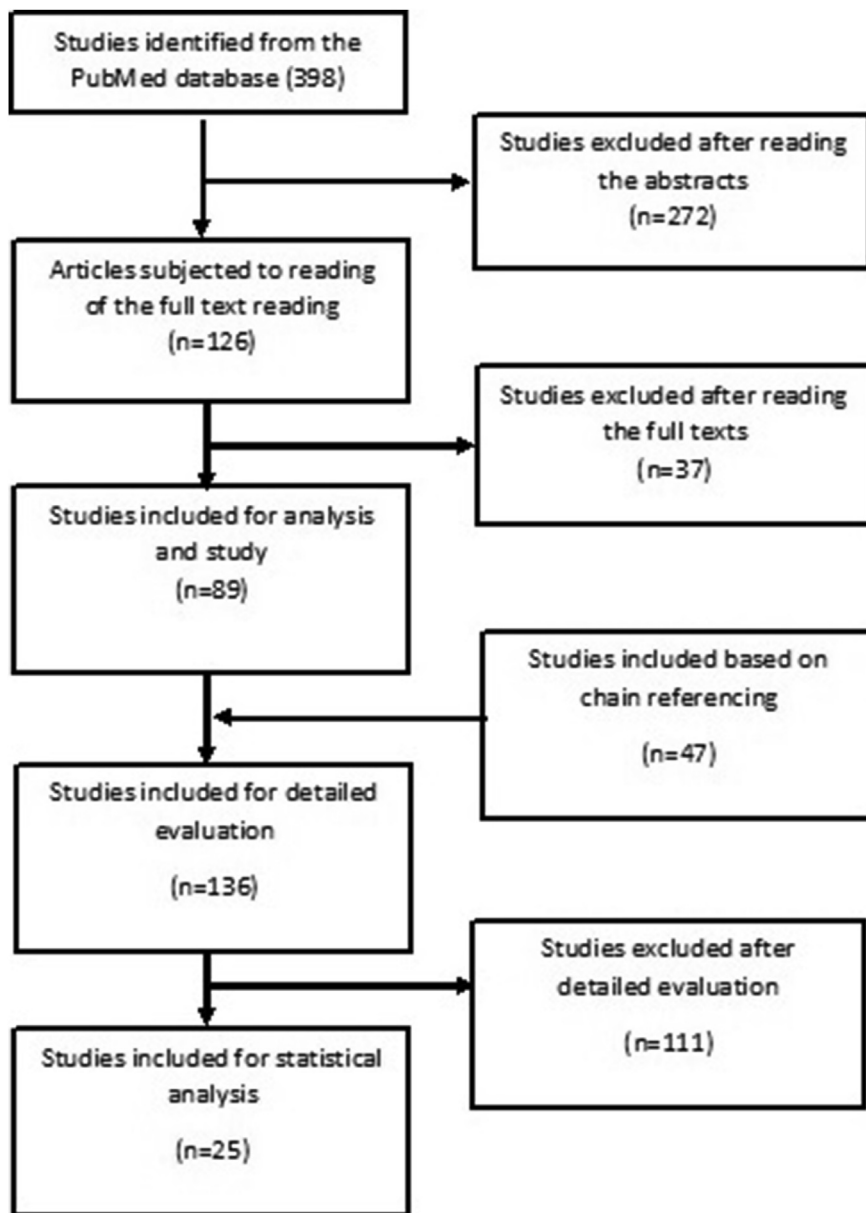 Studies identified from the
PubMed database (398)
Studies excluded after reading
the abstracts
(n=272)
Articles subjected to reading
of the full text reading
(n=126)
Studies excluded after reading
the full texts
(n=37)
Studies included for analysis
and study
(n=89)
Studies included based on
chain referencing
(n=47)
Studies included for detailed
evaluation
(n=136)
Studies excluded after
detailed evaluation
(n=111)
Studies included for statistical
analysis
(n=25)